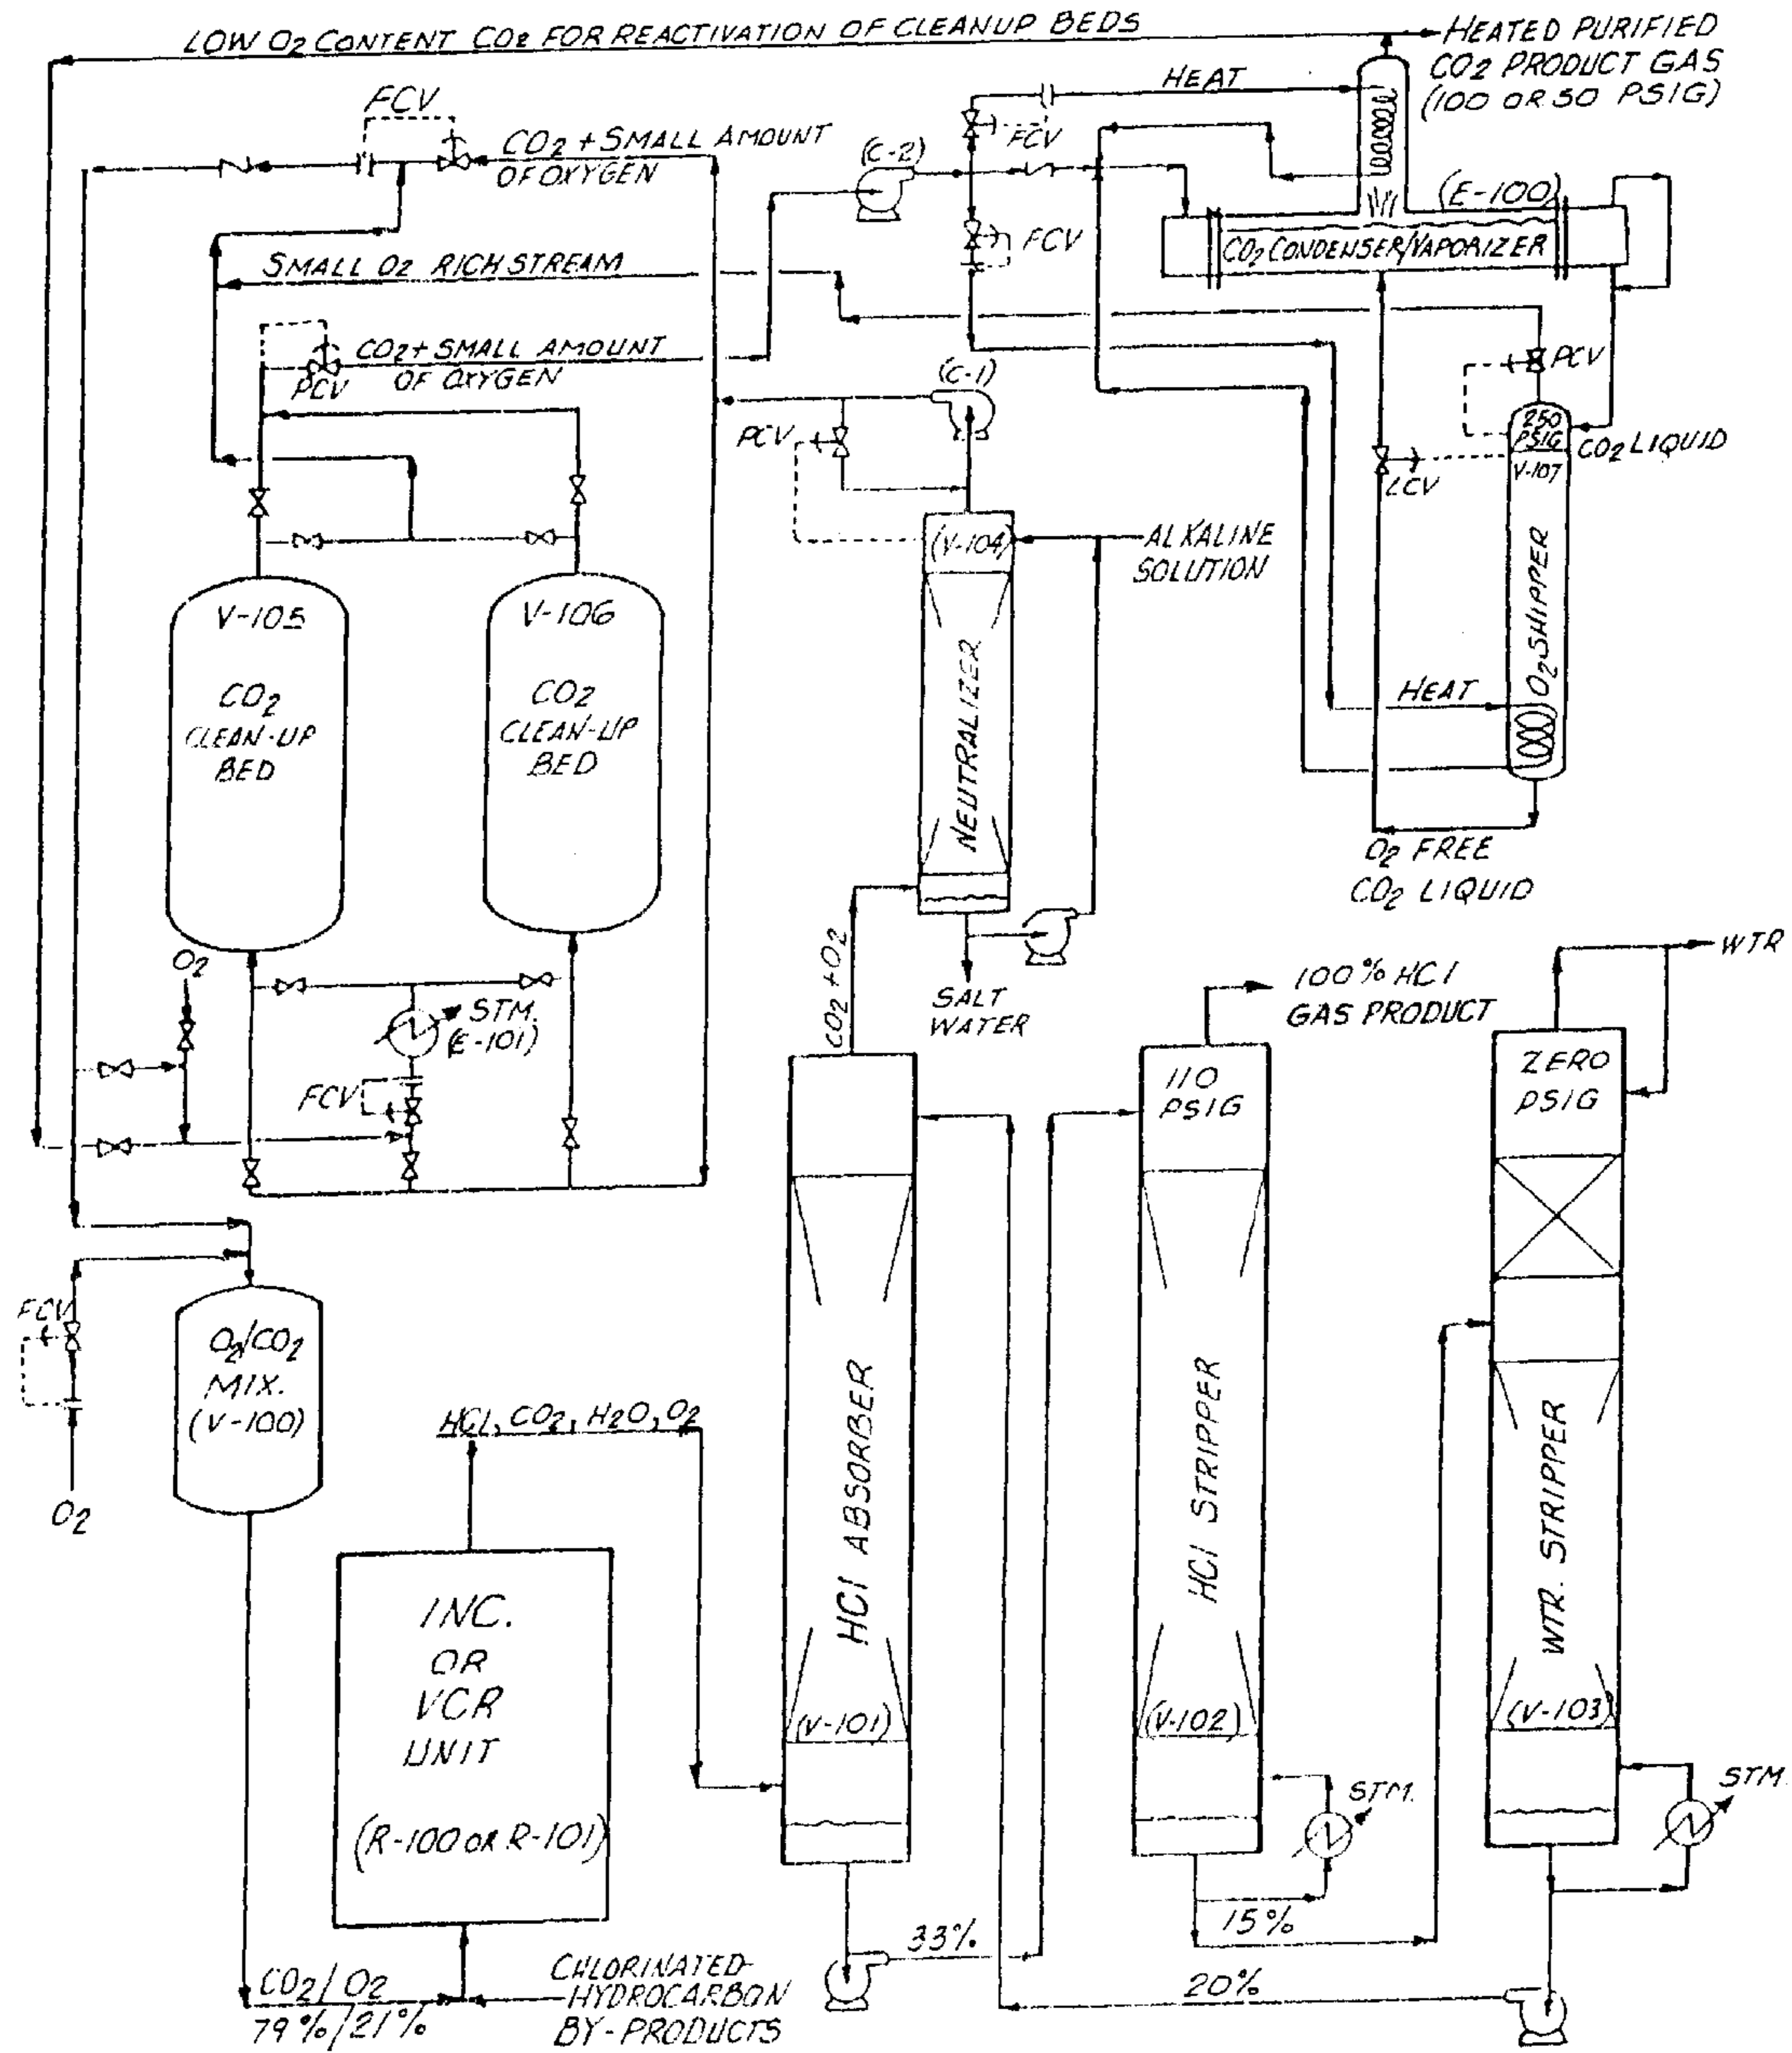 LOW O2 CONTENT CO2 FOR REACTIVATION OF CLEANUP BEDS
HEATED PURIFIED
CO2 PRODUCT GAS
(100 OR 50 PSIG)
HEAT
FCV
FCV
CO2 + SMALL AMOUNT
OF OXYGEN
(C-2)
(E-100)
FCV
CO2 CONDENSER/VAPORIZER
SMALL O2 RICH STREAM
CO2 + SMALL AMOUNT
OF OXYGEN
PCV
PCV
(C-1)
250
PSIG
CO2 LIQUID
V-107
PCV
LCV
(V-104)
ALKALINE
SOLUTION
V-105
CO2
CLEAN-UP
BED
V-106
CO2
CLEAN-UP
BED
NEUTRALIZER
O2 SHIPPER
HEAT
O2 FREE
CO2 LIQUID
O2
STM.
(E-101)
FCV
CO2 + O2
SALT
WATER
100% HCl
GAS PRODUCT
WTR
110
PSIG
ZERO
PSIG
FCV
O2/CO2
MIX.
(V-100)
O2
HCl, CO2, H2O, O2
HCl ABSORBER
HCl STRIPPER
WTR. STRIPPER
INC.
OR
VCR
UNIT
(R-100 OR R-101)
(V-101)
(V-102)
(V-103)
STM.
STM.
33%
15%
20%
CO2/O2
79%/21%
CHLORINATED-
HYDROCARBON
BY-PRODUCTS